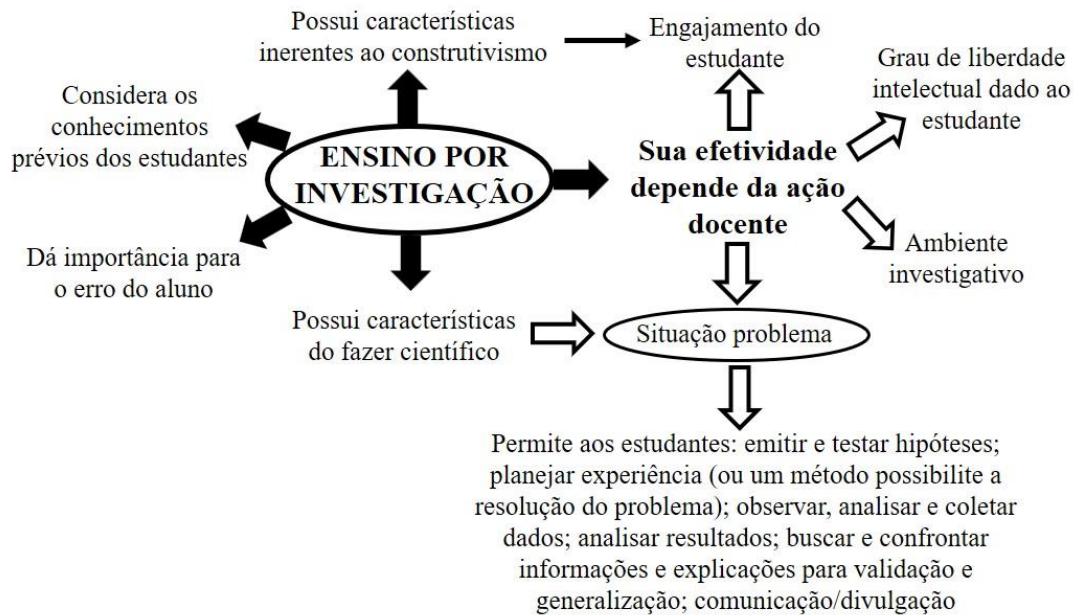 Possui características
inerentes ao construtivismo
Engajamento do
estudante
Grau de liberdade
intelectual dado ao
estudante
Considera os
conhecimentos
prévios dos estudantes
ENSINO POR
INVESTIGAÇÃO
Sua efetividade
depende da ação
docente
Dá importância para
o erro do aluno
Ambiente
investigativo
Possui características
do fazer científico
Situação problema
Permite aos estudantes: emitir e testar hipóteses;
planejar experiência (ou um método possibilite a
resolução do problema); observar, analisar e coletar
dados; analisar resultados; buscar e confrontar
informações e explicações para validação e
generalização; comunicação/divulgação